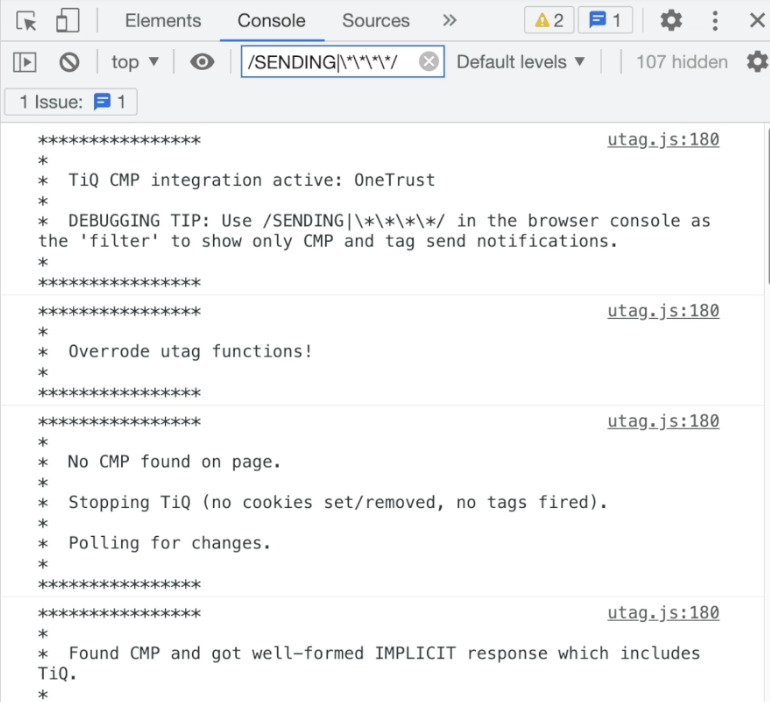 Elements Console Sources » 2 1
top ▼ /SENDING|\*\*\*\*/ Default levels ▼ 107 hidden
1 Issue: 1
**************** utag.js:180
*
* TiQ CMP integration active: OneTrust
*
* DEBUGGING TIP: Use /SENDING|\*\*\*\*/ in the browser console as
the 'filter' to show only CMP and tag send notifications.
*
****************
**************** utag.js:180
*
* Overrode utag functions!
*
****************
**************** utag.js:180
*
* No CMP found on page.
*
* Stopping TiQ (no cookies set/removed, no tags fired).
*
* Polling for changes.
*
****************
**************** utag.js:180
*
* Found CMP and got well-formed IMPLICIT response which includes
TiQ.
*